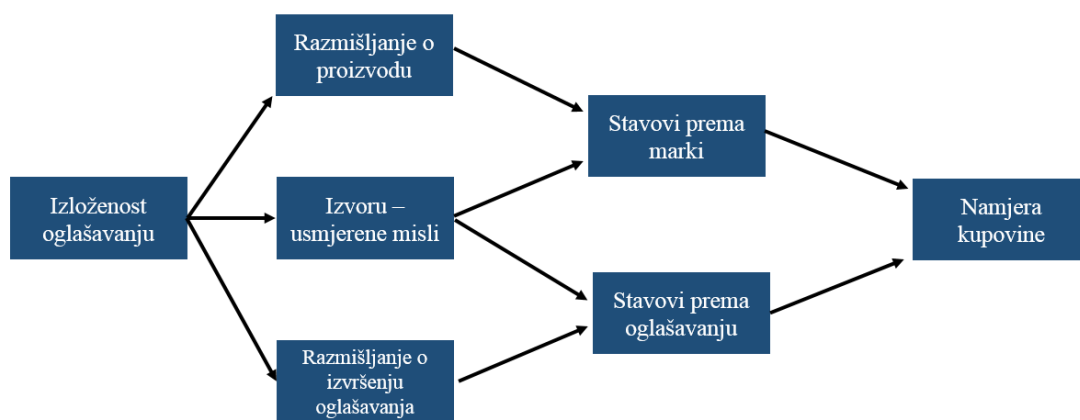 Razmišljanje o
proizvodu
Stavovi prema
marki
Izloženost
oglašavanju
Izvoru –
usmjerene misli
Namjera
kupovine
Stavovi prema
oglašavanju
Razmišljanje o
izvršenju
oglašavanja